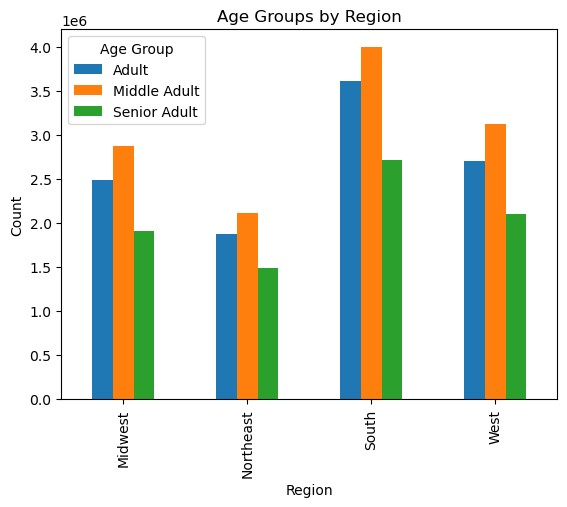 Age Groups by Region
1e6
Age Group
Adult
Middle Adult
Senior Adult
4.0
3.5
3.0
2.5
2.0
1.5
1.0
0.5
0.0
Count
Midwest
Northeast
South
West
Region